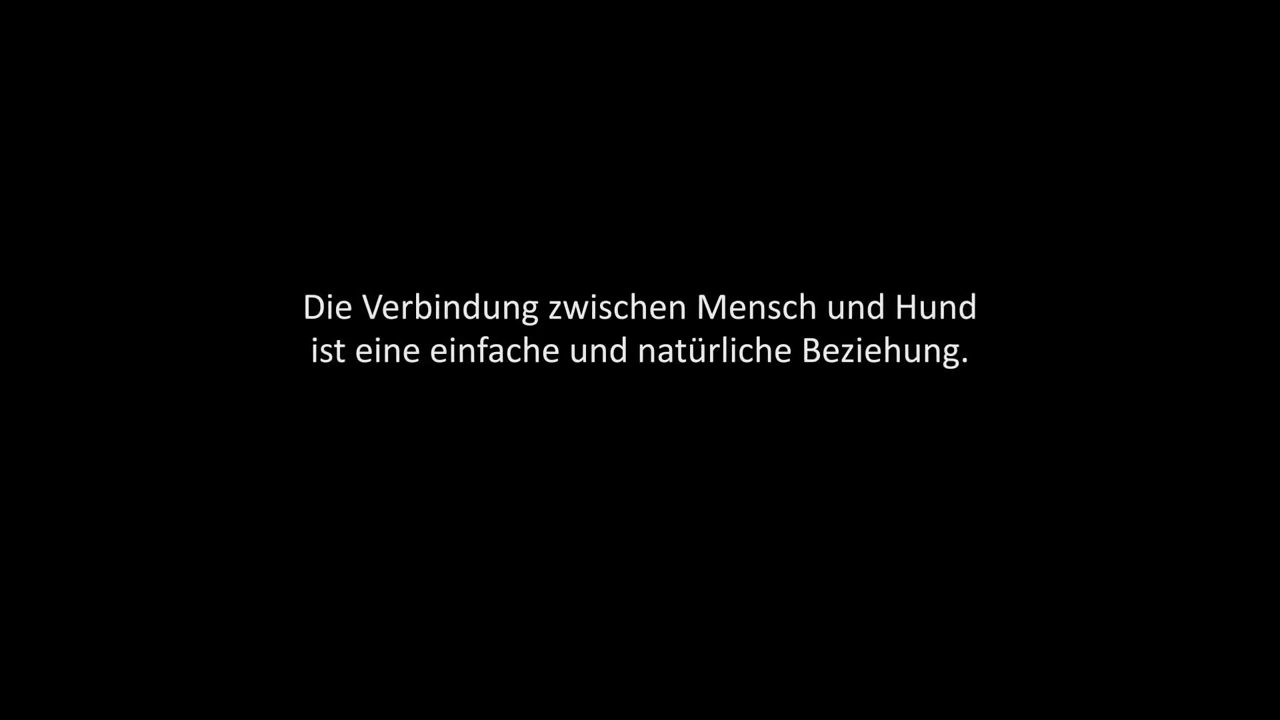 Die Verbindung zwischen Mensch und Hund
ist eine einfache und natürliche Beziehung.